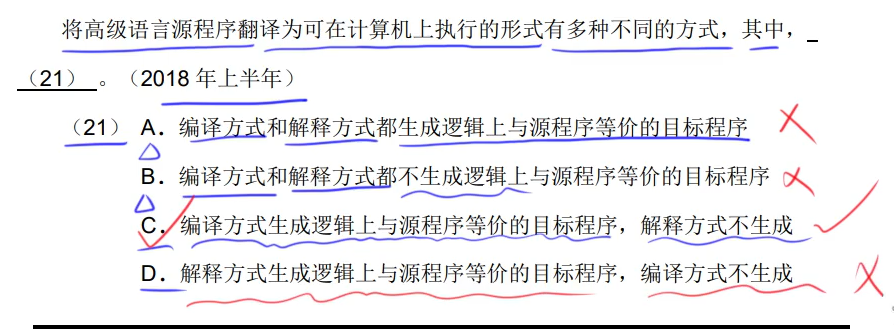 将高级语言源程序翻译为可在计算机上执行的形式有多种不同的方式，其中，_
（21） 。（2018 年上半年）
（21） A．编译方式和解释方式都生成逻辑上与源程序等价的目标程序
B．编译方式和解释方式都不生成逻辑上与源程序等价的目标程序
C．编译方式生成逻辑上与源程序等价的目标程序，解释方式不生成
D．解释方式生成逻辑上与源程序等价的目标程序，编译方式不生成